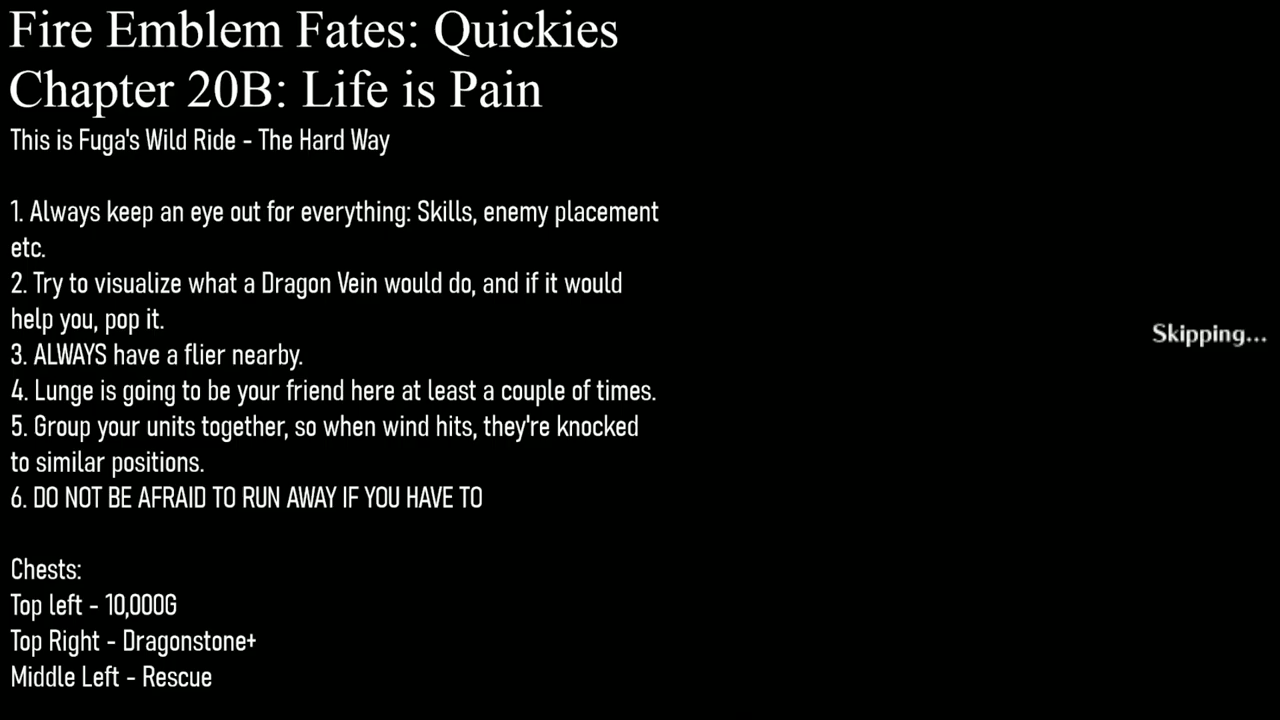 Fire Emblem Fates: Quickies
Chapter 20B: Life is Pain
This is Fuga's Wild Ride - The Hard Way
1. Always keep an eye out for everything: Skills, enemy placement
etc.
2. Try to visualize what a Dragon Vein would do, and if it would
help you, pop it.
3. ALWAYS have a flier nearby.
4. Lunge is going to be your friend here at least a couple of times.
5. Group your units together, so when wind hits, they're knocked
to similar positions.
6. DO NOT BE AFRAID TO RUN AWAY IF YOU HAVE TO
Chests:
Top left - 10,000G
Top Right - Dragonstone+
Middle Left - Rescue
Skipping...